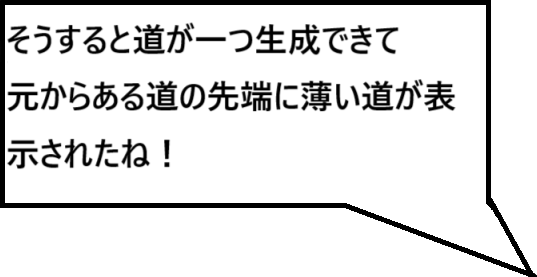 そうすると道が一つ生成できて
元からある道の先端に薄い道が表
示されたね！